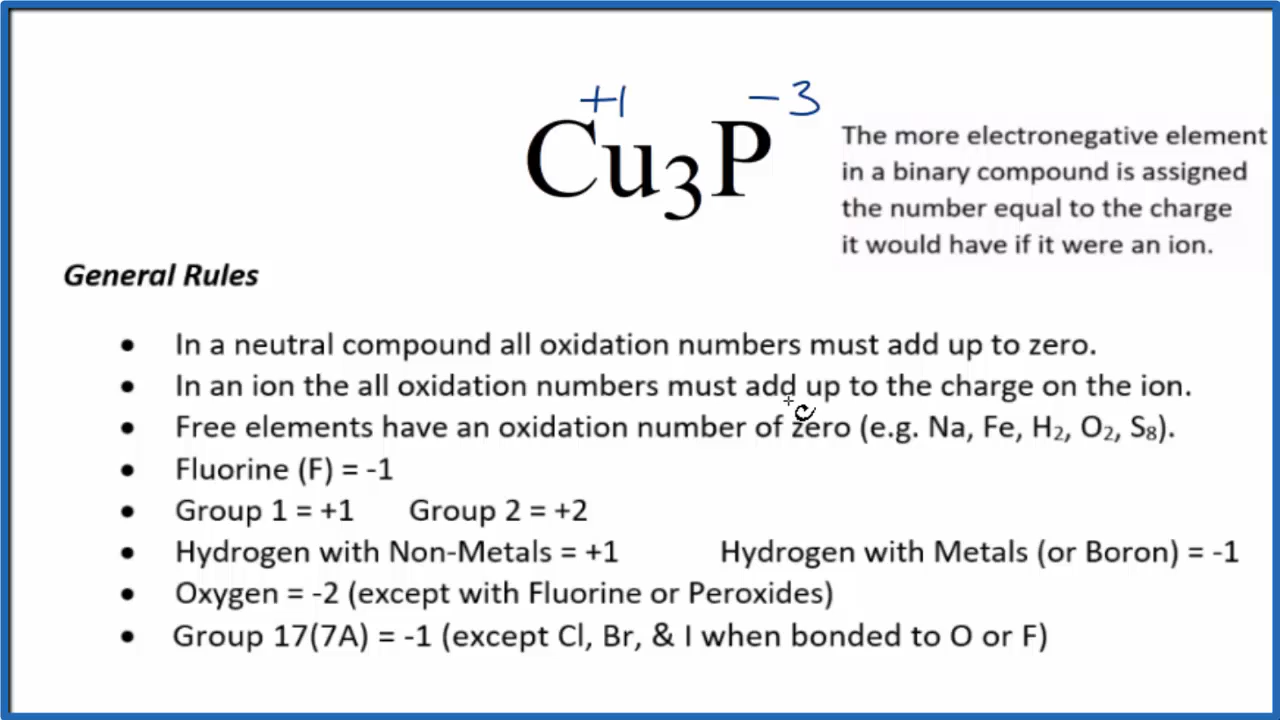 +1 -3
Cu₃P
The more electronegative element
in a binary compound is assigned
the number equal to the charge
it would have if it were an ion.
General Rules
• In a neutral compound all oxidation numbers must add up to zero.
• In an ion the all oxidation numbers must add up to the charge on the ion.
• Free elements have an oxidation number of zero (e.g. Na, Fe, H₂, O₂, S₈).
• Fluorine (F) = -1
• Group 1 = +1 Group 2 = +2
• Hydrogen with Non-Metals = +1 Hydrogen with Metals (or Boron) = -1
• Oxygen = -2 (except with Fluorine or Peroxides)
• Group 17(7A) = -1 (except Cl, Br, & I when bonded to O or F)